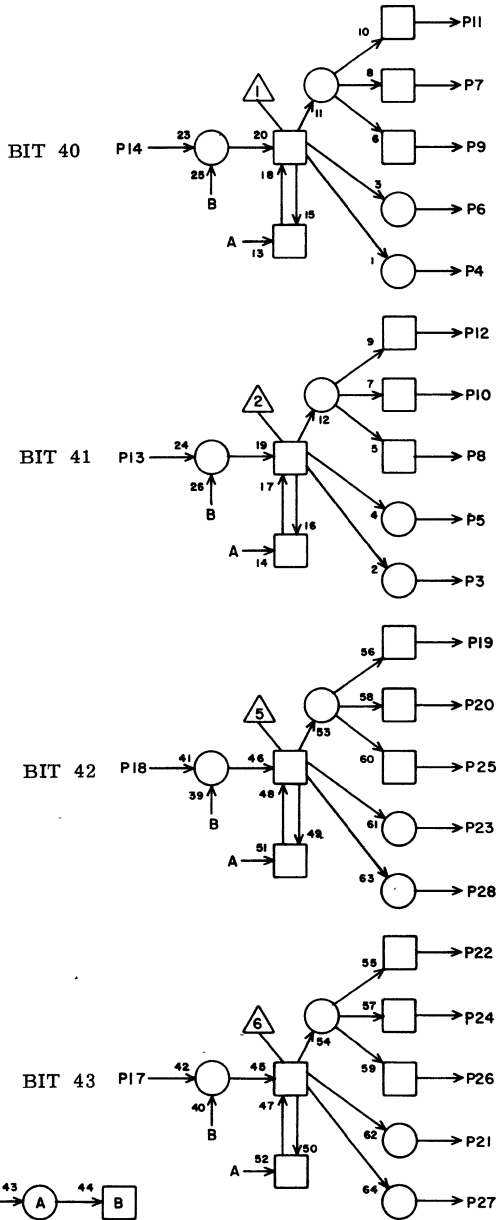 10 P11
1 8 P7
11
BIT 40 P14 23 20 6 P9
25 18 3 P6
B 15
A 13 1 P4
9 P12
2 7 P10
12
BIT 41 P13 24 19 5 P8
26 17 4 P5
B 16
A 14 2 P3
56 P19
5 58 P20
53
BIT 42 P18 41 46 60 P25
39 48 61 P23
B 49
A 51 63 P28
55 P22
6 57 P24
54
BIT 43 P17 42 45 59 P26
40 47 62 P21
B 50
A 52 64 P27
43 A 44 B